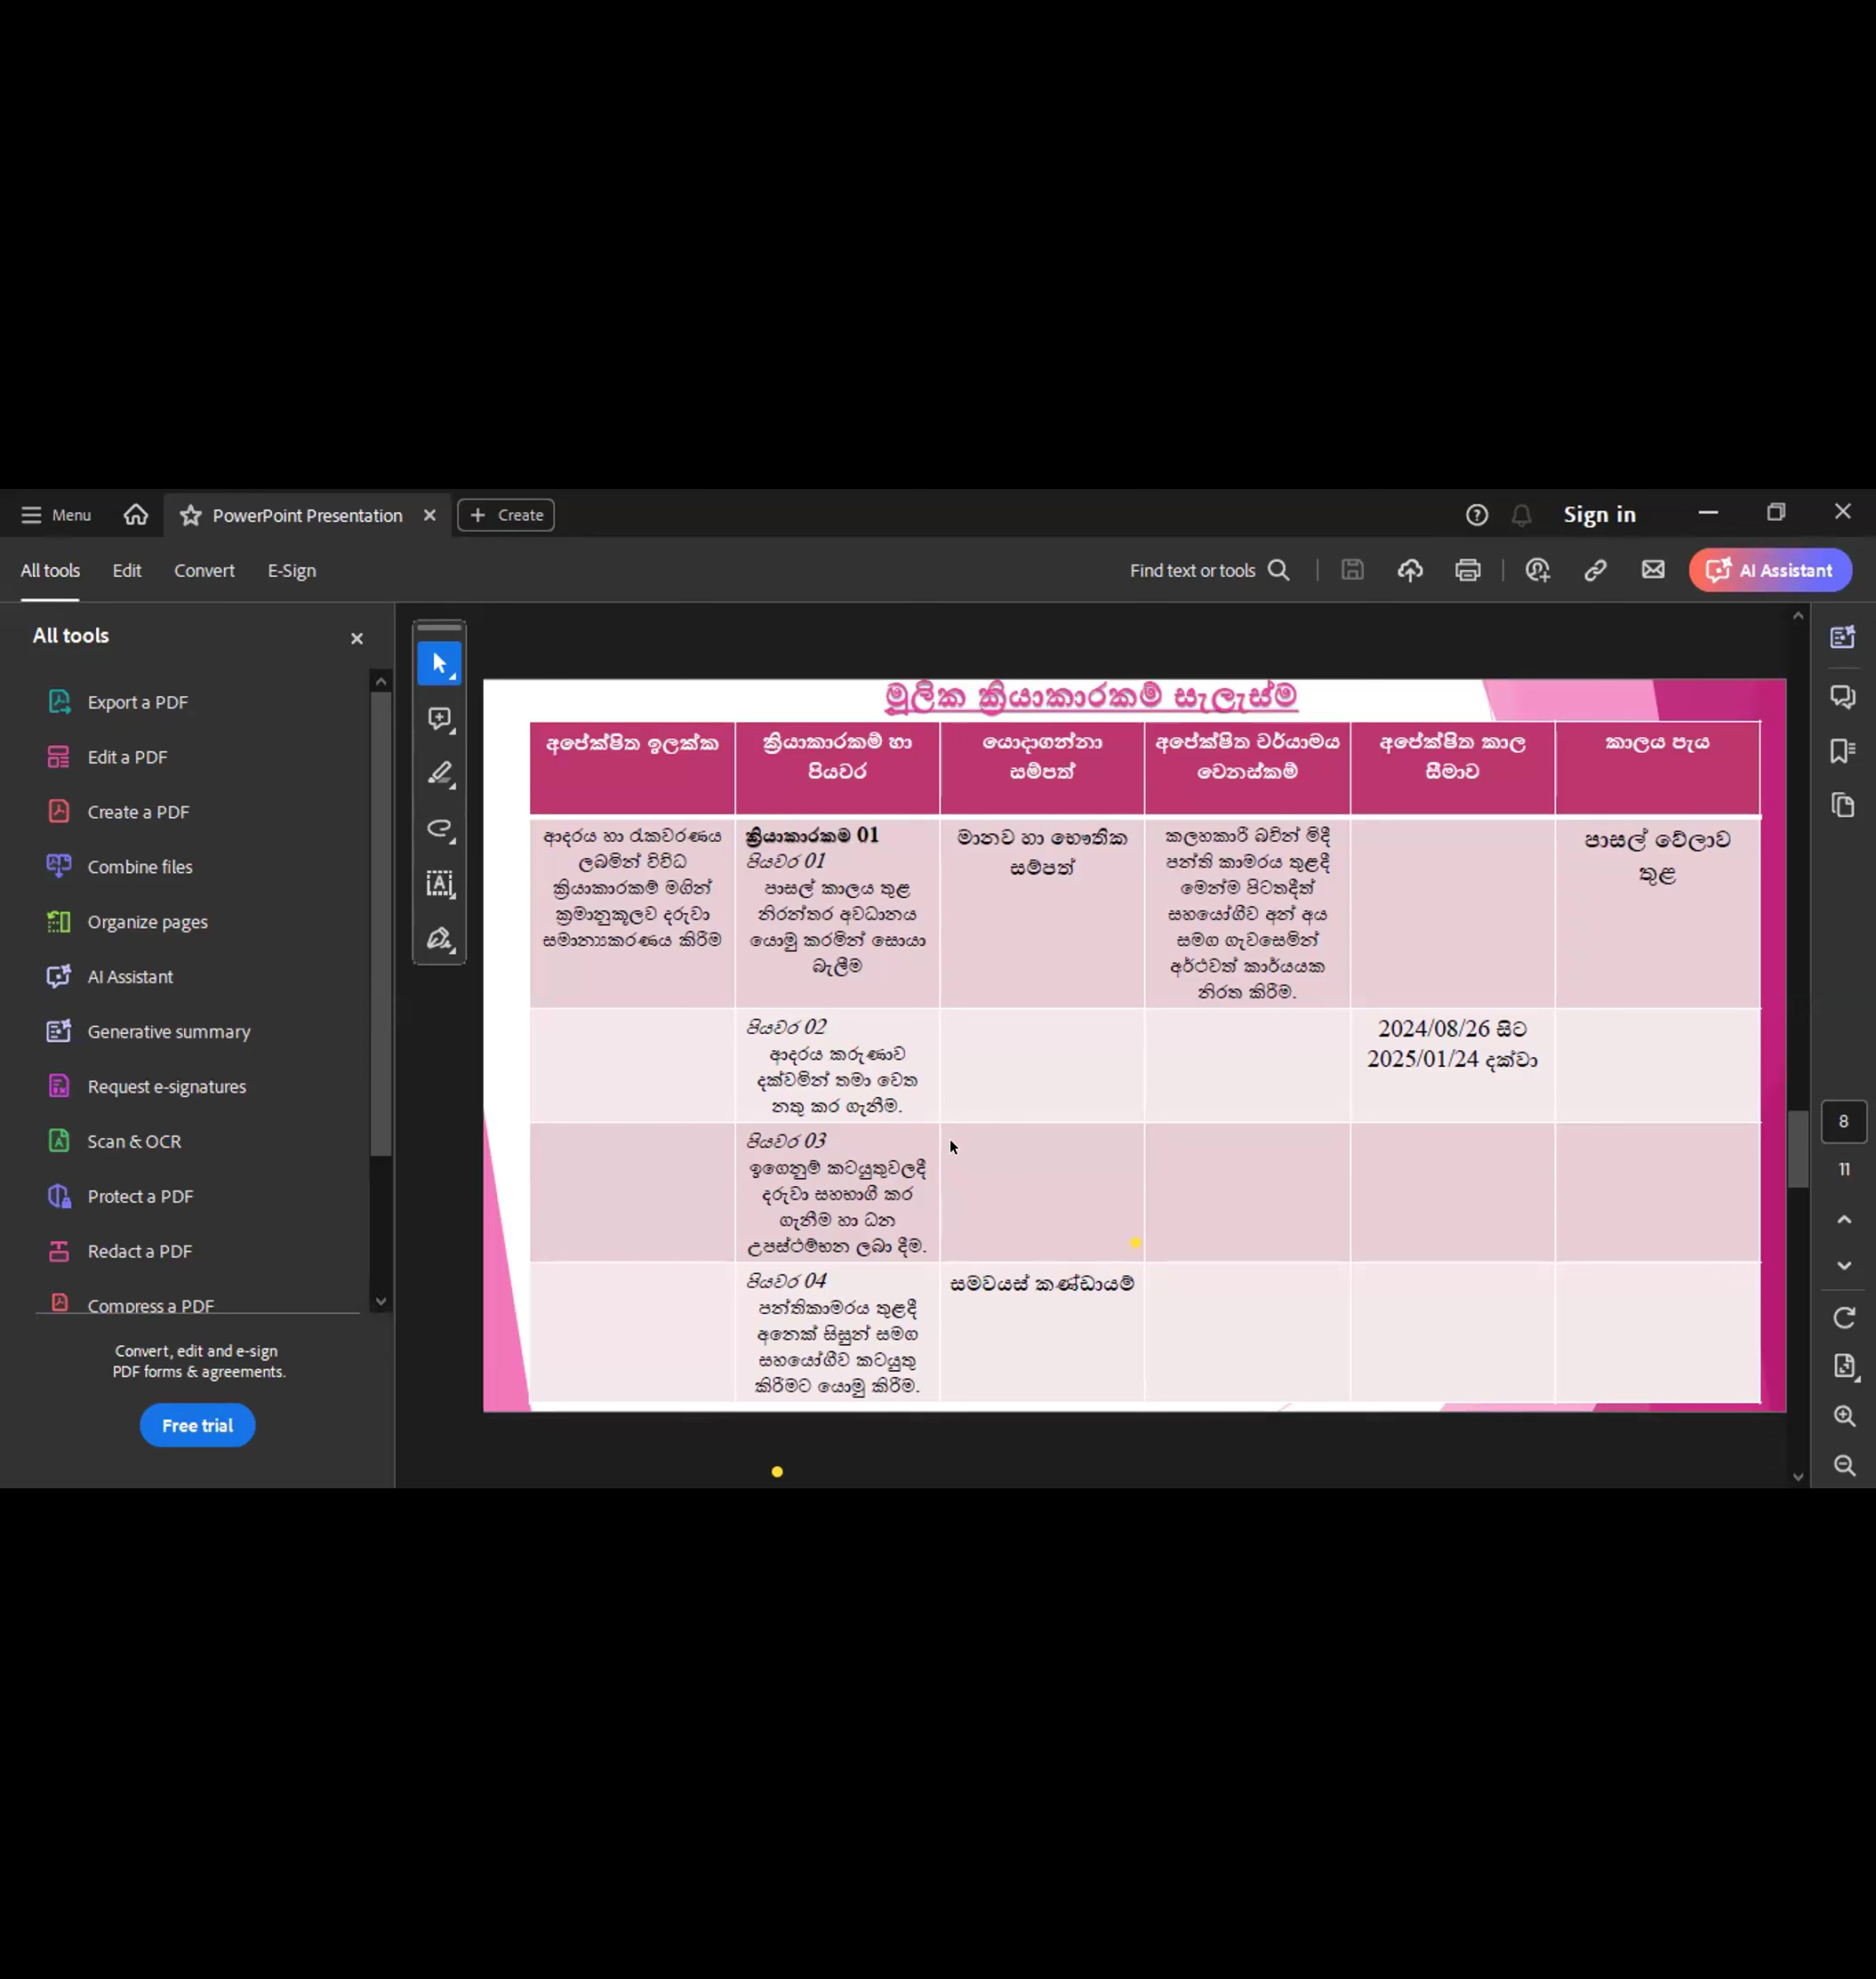 Menu
PowerPoint Presentation
Create
Sign in
All tools
Edit
Convert
E-Sign
Find text or tools
AI Assistant
All tools
Export a PDF
Edit a PDF
Create a PDF
Combine files
Organize pages
AI Assistant
Generative summary
Request e-signatures
Scan & OCR
Protect a PDF
Redact a PDF
Compress a PDF
Convert, edit and e-sign
PDF forms & agreements.
Free trial
මූලික ක්‍රියාකාරකම් සැලැස්ම
අපේක්ෂිත ඉලක්ක
ක්‍රියාකාරකම් හා
පියවර
යොදාගන්නා
සම්පත්
අපේක්ෂිත චර්යාමය
වෙනස්කම්
අපේක්ෂිත කාල
සීමාව
කාලය පැය
ආදරය හා රැකවරණය
ලබමින් විවිධ
ක්‍රියාකාරකම් මගින්
ක්‍රමානුකූලව දරුවා
සමාන්‍යකරණය කිරීම
ක්‍රියාකාරකම 01
පියවර 01
පාසල් කාලය තුළ
නිරන්තර අවධානය
යොමු කරමින් සොයා
බැලීම
මානව හා භෞතික
සම්පත්
කලහකාරී බවින් මිදී
පන්ති කාමරය තුළදී
මෙන්ම පිටතදීත්
සහයෝගීව අන් අය
සමග ගැවසෙමින්
අර්ථවත් කාර්යයක
නිරත කිරීම.
පාසල් වේලාව
තුළ
පියවර 02
ආදරය කරුණාව
දක්වමින් තමා වෙත
නතු කර ගැනීම.
2024/08/26 සිට
2025/01/24 දක්වා
පියවර 03
ඉගෙනුම් කටයුතුවලදී
දරුවා සහභාගී කර
ගැනීම හා ධන
උපස්ථම්භන ලබා දීම.
පියවර 04
පන්තිකාමරය තුළදී
අනෙක් සිසුන් සමග
සහයෝගීව කටයුතු
කිරීමට යොමු කිරීම.
සමවයස් කණ්ඩායම්
8
11